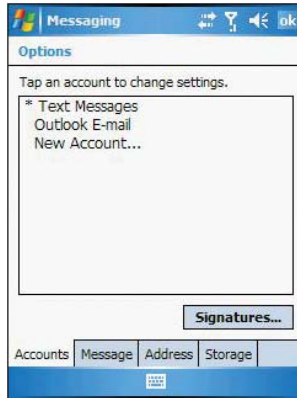 Messaging
ok
Options
Tap an account to change settings.
* Text Messages
Outlook E-mail
New Account...
Signatures...
Accounts Message Address Storage